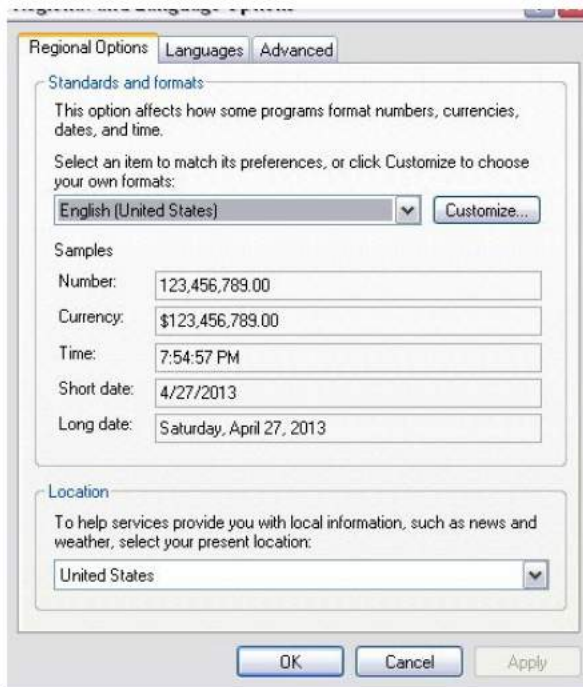 Regional and Language Options
Regional Options Languages Advanced
Standards and formats
This option affects how some programs format numbers, currencies,
dates, and time.
Select an item to match its preferences, or click Customize to choose
your own formats:
English (United States) Customize...
Samples
Number: 123,456,789.00
Currency: $123,456,789.00
Time: 7:54:57 PM
Short date: 4/27/2013
Long date: Saturday, April 27, 2013
Location
To help services provide you with local information, such as news and
weather, select your present location:
United States
OK Cancel Apply